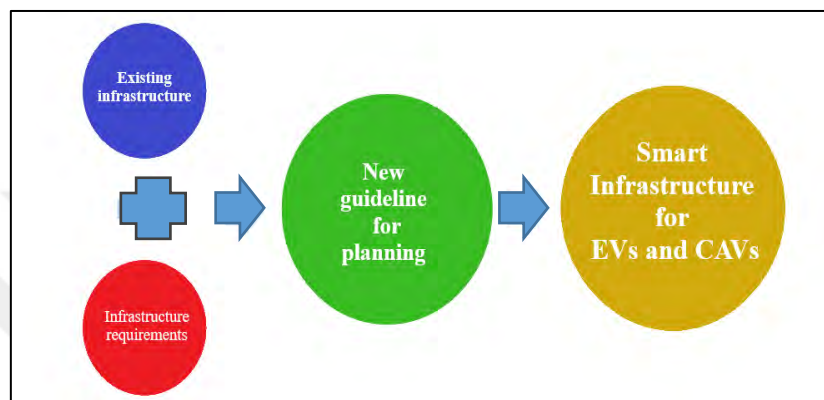 Existing
infrastructure
Infrastructure
requirements
New
guideline
for
planning
Smart
Infrastructure
for
EVs and CAVs